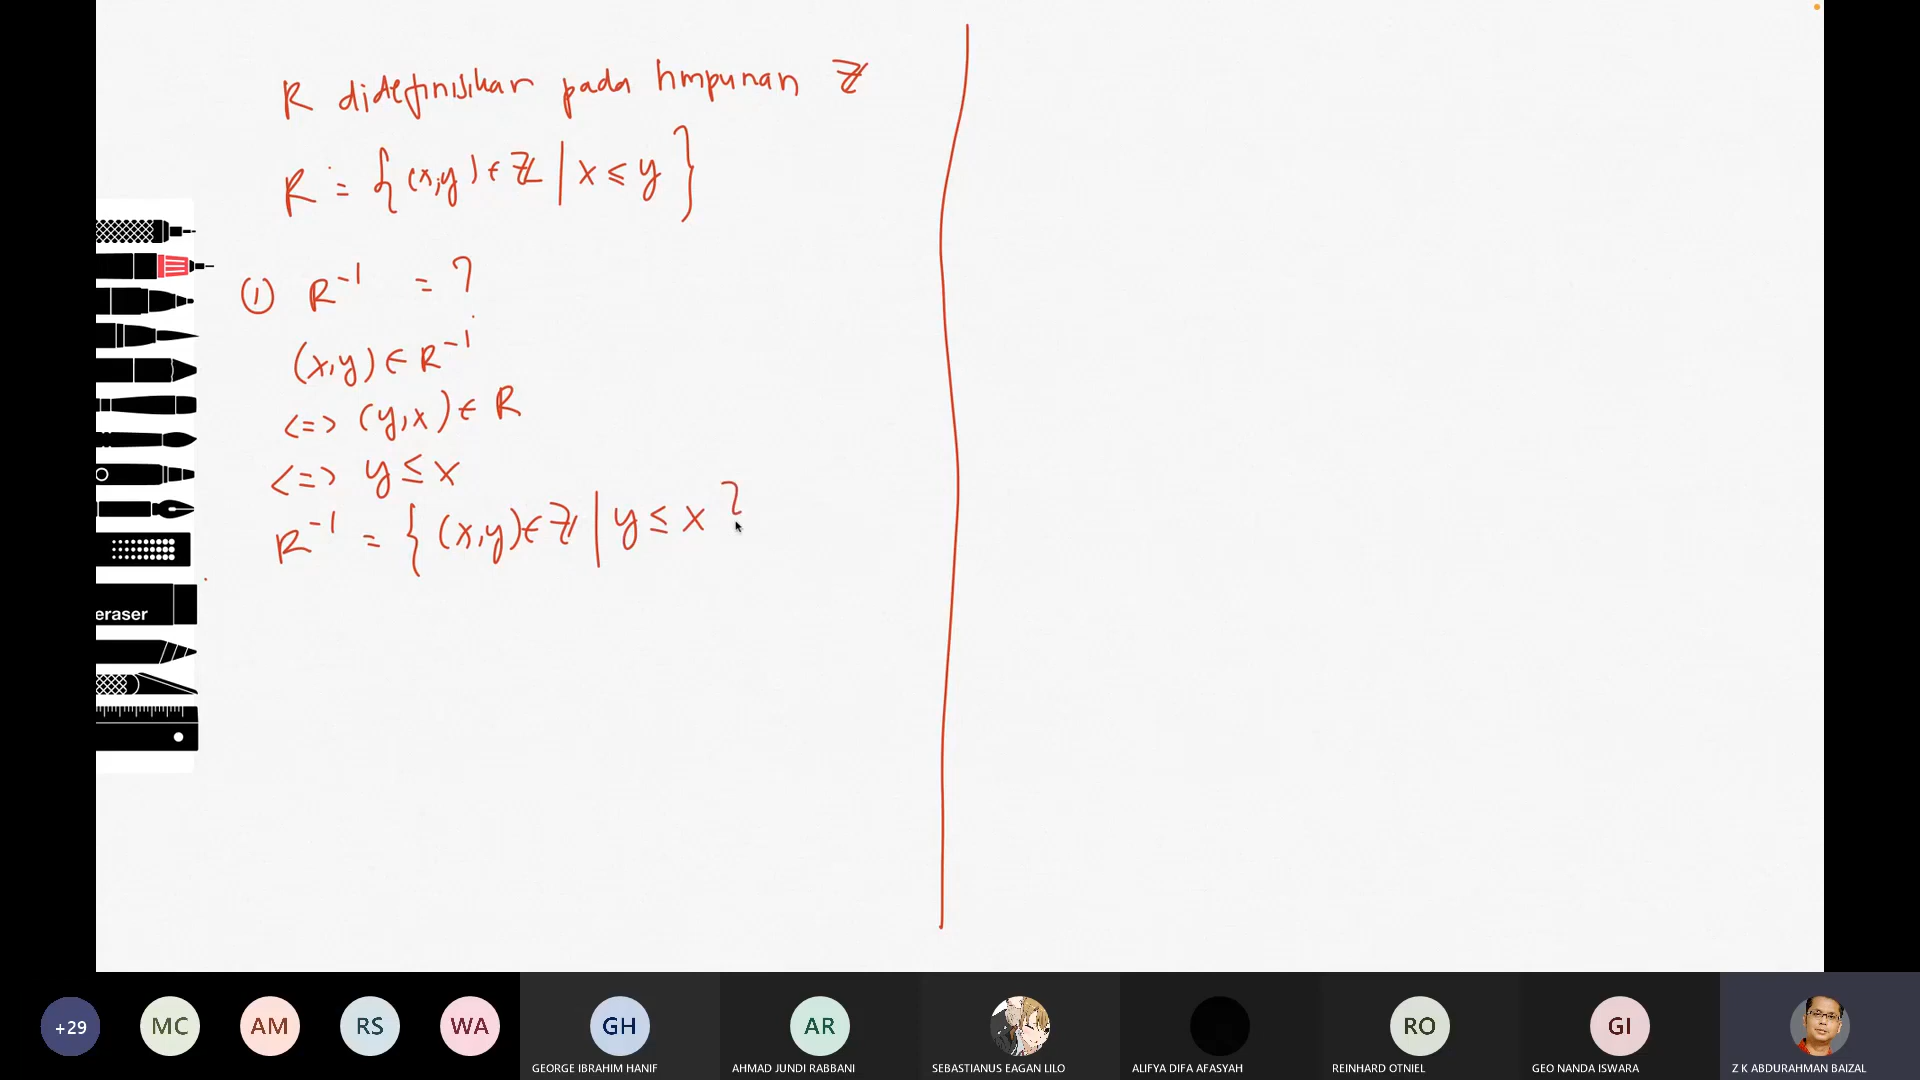 R didefinisikan pada hmpunan ℤ
R = {(x,y) ∈ ℤ | x ≤ y}
① R⁻¹ = ?
(x,y) ∈ R⁻¹
<=> (y,x) ∈ R
<=> y ≤ x
R⁻¹ = { (x,y) ∈ ℤ | y ≤ x }
eraser
+29
MC
AM
RS
WA
GH
AR
RO
GI
GEORGE IBRAHIM HANIF
AHMAD JUNDI RABBANI
SEBASTIANUS EAGAN LILO
ALIFYA DIFA AFASYAH
REINHARD OTNIEL
GEO NANDA ISWARA
Z K ABDURAHMAN BAIZAL